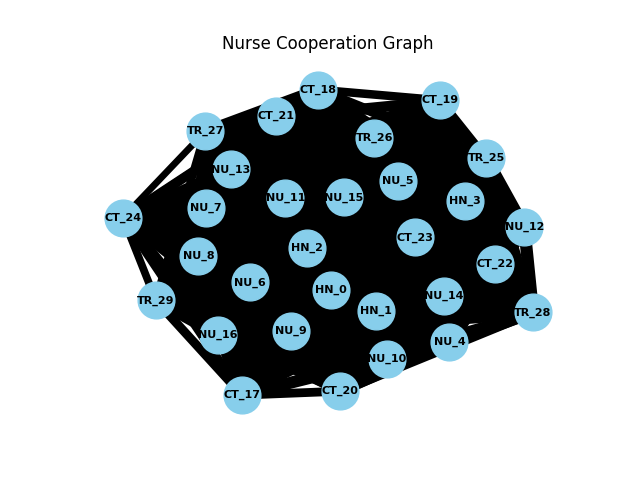 Nurse Cooperation Graph
CT_18
CT_19
CT_21
TR_27
TR_26
TR_25
NU_13
NU_5
NU_11
NU_15
HN_3
NU_7
CT_24
NU_12
CT_23
HN_2
NU_8
CT_22
NU_6
HN_0
NU_14
TR_29
HN_1
TR_28
NU_9
NU_16
NU_4
NU_10
CT_20
CT_17